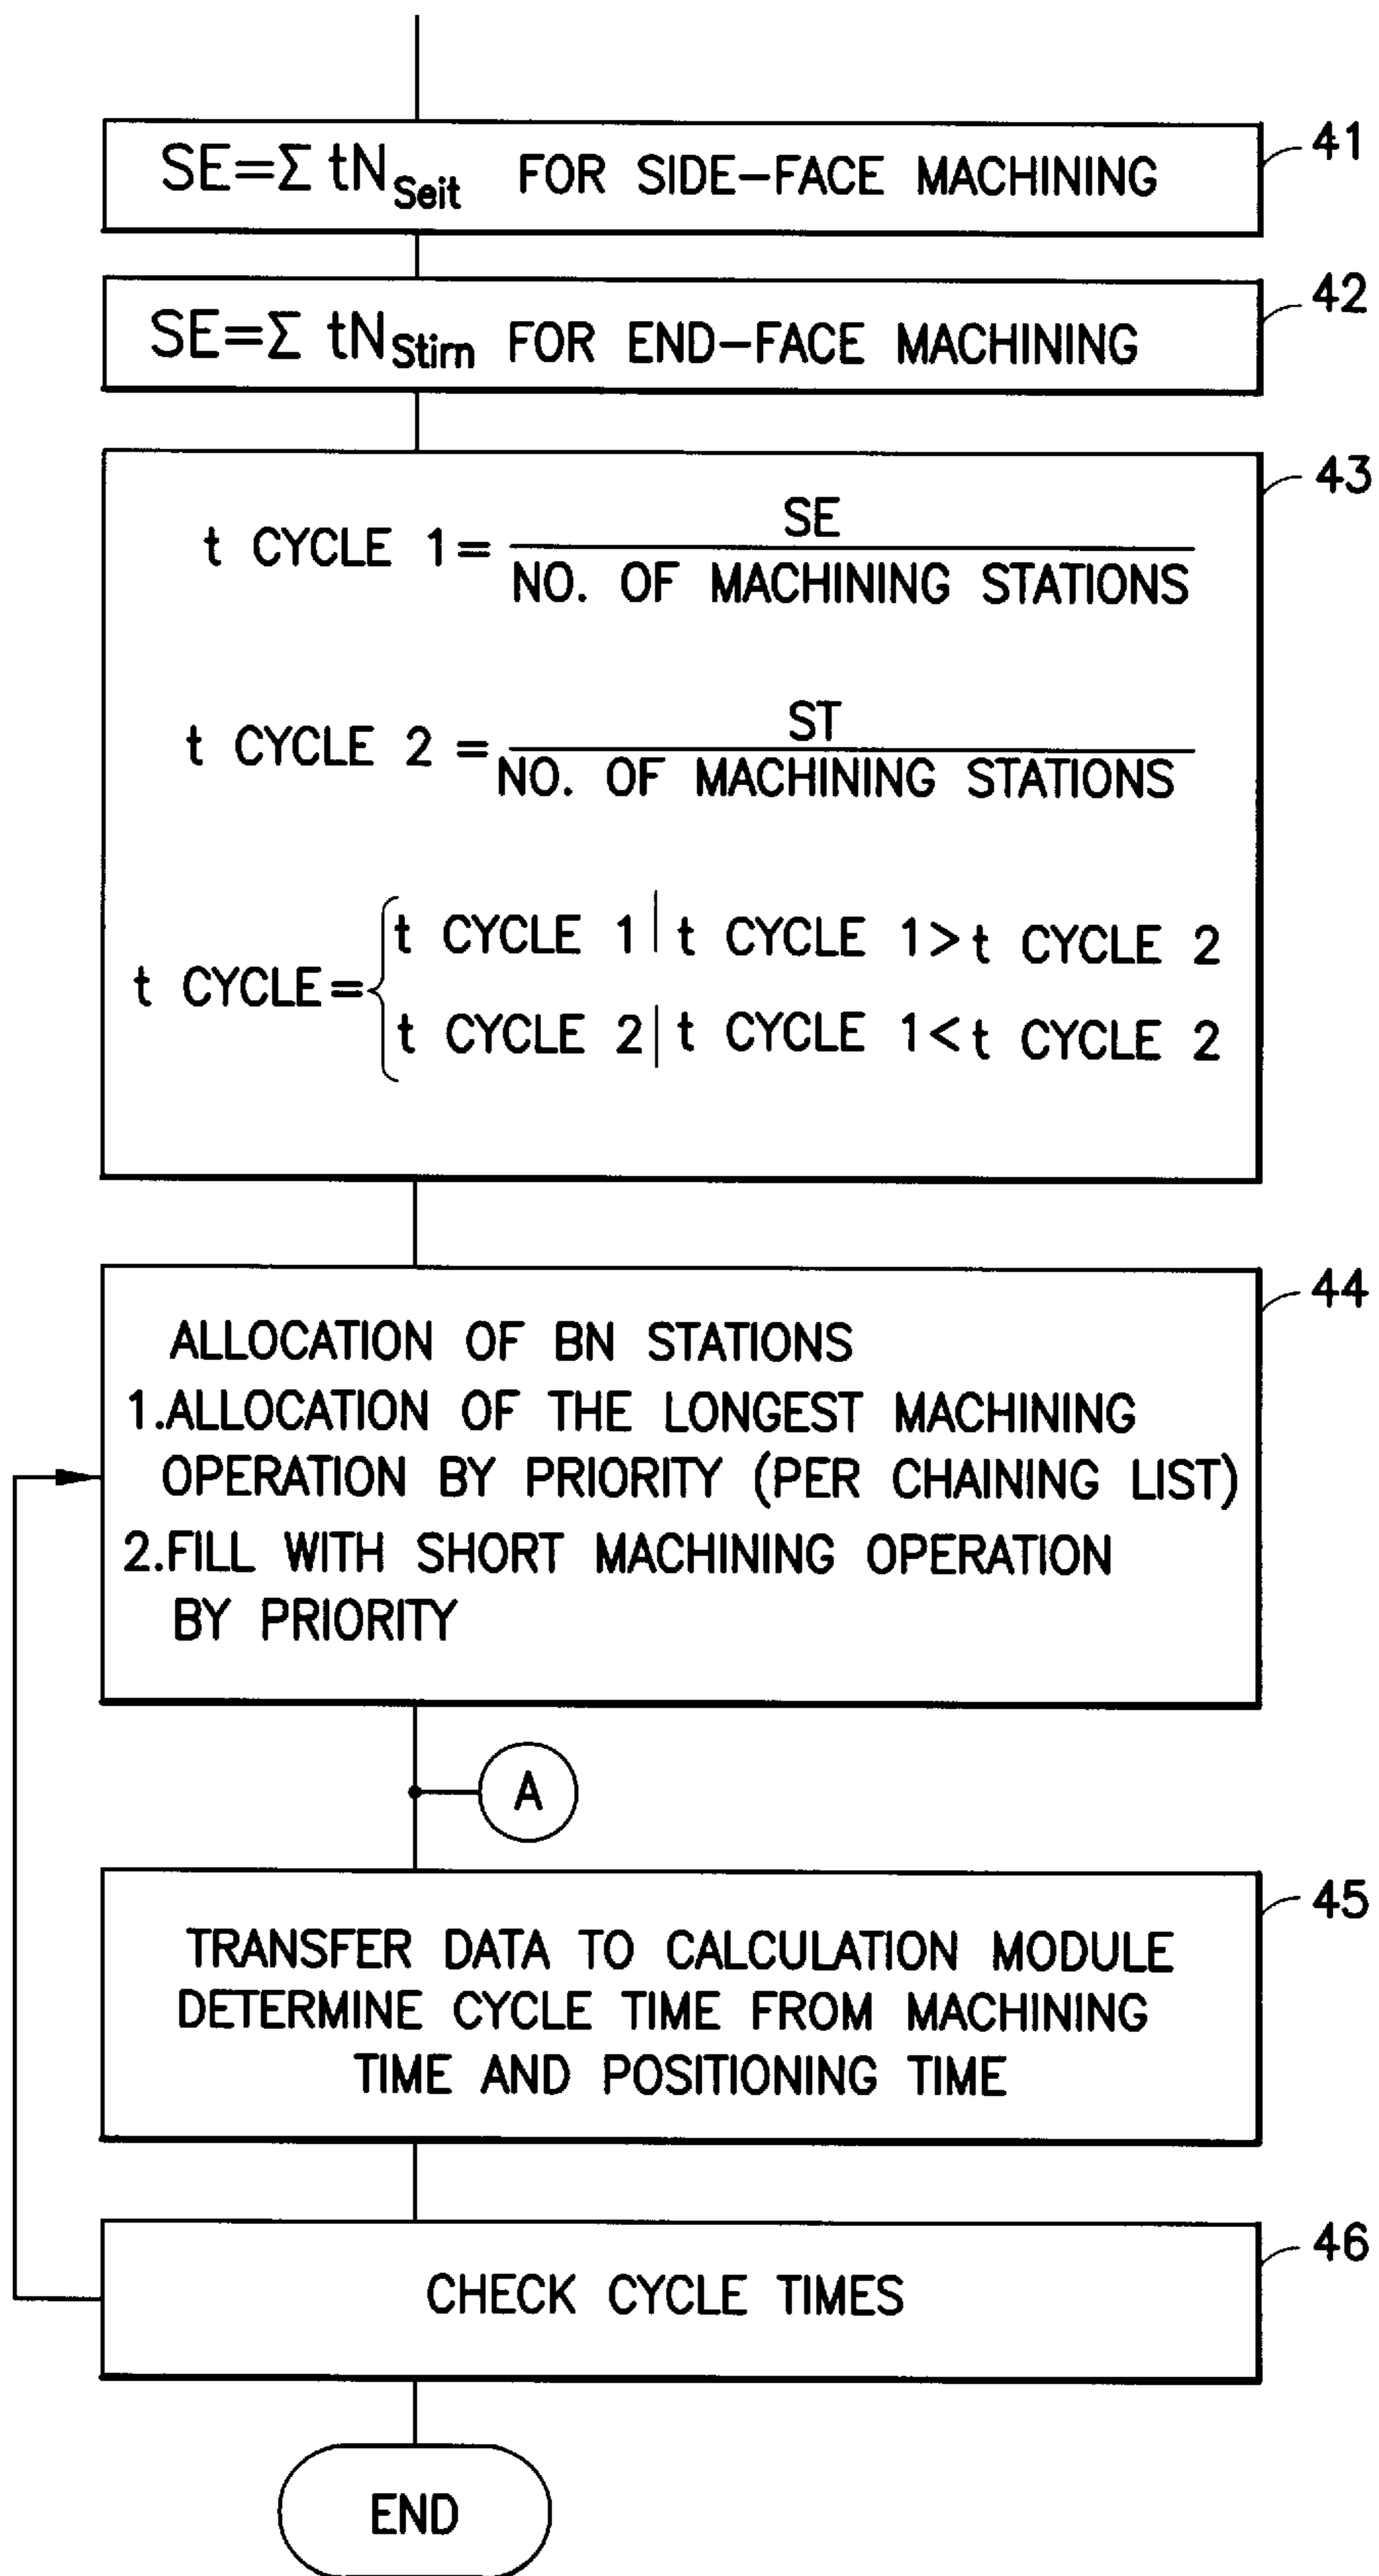 SE=Σ tN_Seit FOR SIDE-FACE MACHINING
41
SE=Σ tN_Stirn FOR END-FACE MACHINING
42
43
t CYCLE 1= SE / NO. OF MACHINING STATIONS
t CYCLE 2 = ST / NO. OF MACHINING STATIONS
t CYCLE= { t CYCLE 1 | t CYCLE 1>t CYCLE 2
t CYCLE 2 | t CYCLE 1<t CYCLE 2
44
ALLOCATION OF BN STATIONS
1.ALLOCATION OF THE LONGEST MACHINING
OPERATION BY PRIORITY (PER CHAINING LIST)
2.FILL WITH SHORT MACHINING OPERATION
BY PRIORITY
A
45
TRANSFER DATA TO CALCULATION MODULE
DETERMINE CYCLE TIME FROM MACHINING
TIME AND POSITIONING TIME
46
CHECK CYCLE TIMES
END